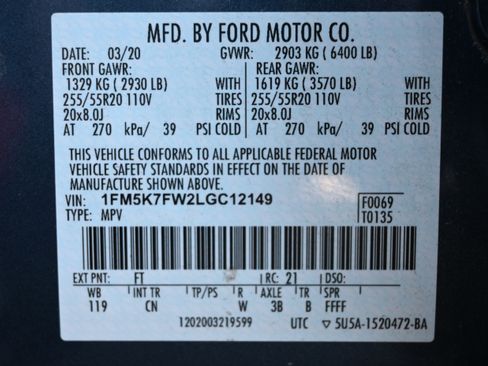 MFD. BY FORD MOTOR CO.
DATE: 03/20 GVWR: 2903 KG ( 6400 LB)
FRONT GAWR: REAR GAWR:
1329 KG ( 2930 LB) WITH 1619 KG ( 3570 LB) WITH
255/55R20 110V TIRES 255/55R20 110V TIRES
20x8.0J RIMS 20x8.0J RIMS
AT 270 kPa/ 39 PSI COLD AT 270 kPa/ 39 PSI COLD
THIS VEHICLE CONFORMS TO ALL APPLICABLE FEDERAL MOTOR
VEHICLE SAFETY STANDARDS IN EFFECT ON THE DATE OF
MANUFACTURE SHOWN ABOVE.
VIN: 1FM5K7FW2LGC12149 F0069
TYPE: MPV T0135
EXT PNT: FT RC: 21 DSO:
WB INT TR TP/PS R AXLE TR SPR
119 CN W 3B B FFFF
1202003219599 UTC ▽ 5U5A-1520472-BA